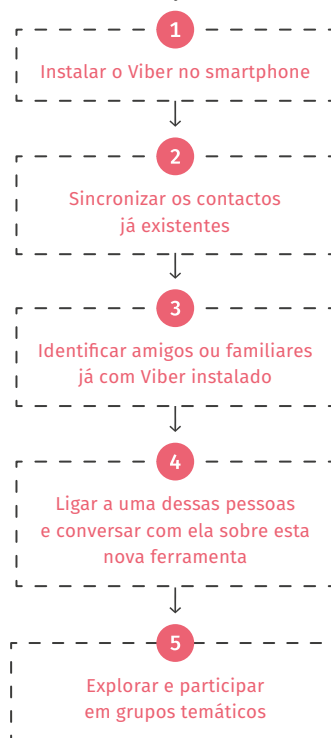 1
Instalar o Viber no smartphone
2
Sincronizar os contactos
já existentes
3
Identificar amigos ou familiares
já com Viber instalado
4
Ligar a uma dessas pessoas
e conversar com ela sobre esta
nova ferramenta
5
Explorar e participar
em grupos temáticos